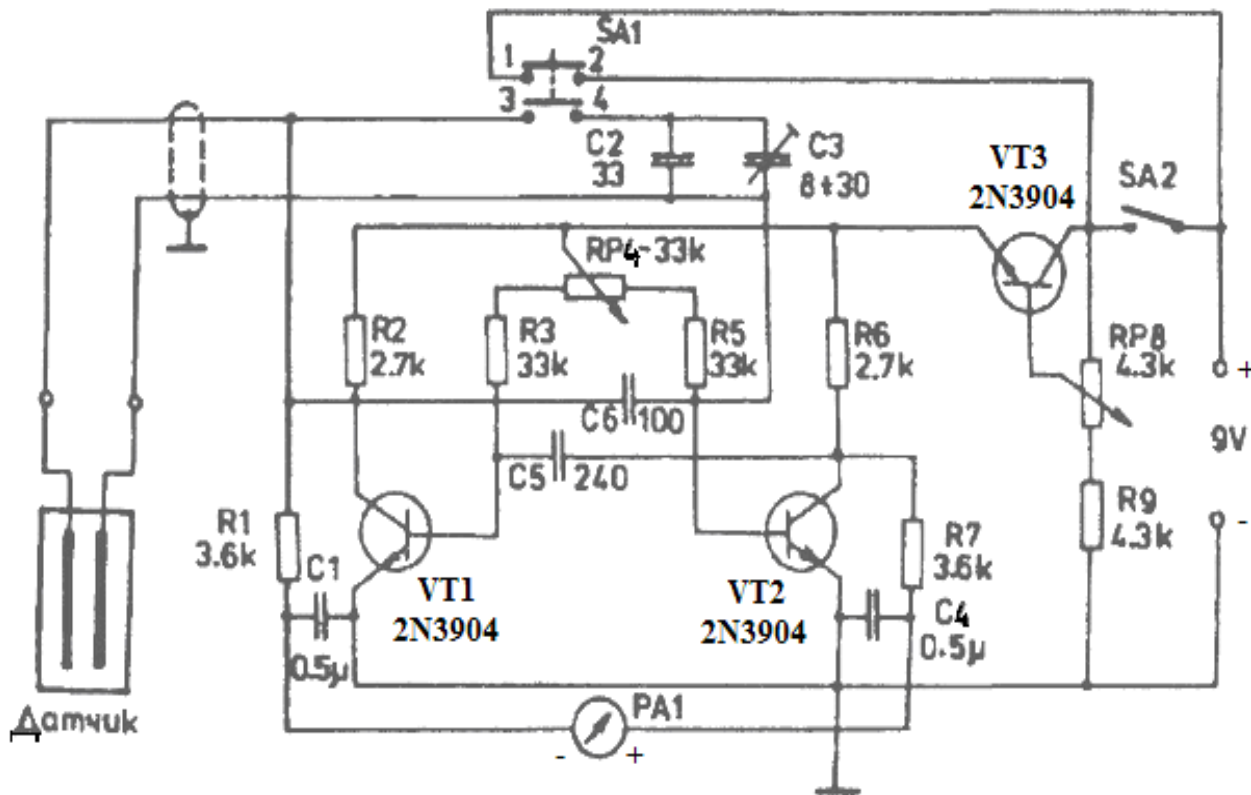 SA1
1 2
3 4
C2
33
C3
8+30
VT3
2N3904
SA2
RP4-33k
R2
2.7k
R3
33k
R5
33k
R6
2.7k
RP8
4.3k
+
9V
-
C6 100
C5 240
R1
3.6k
C1
0.5µ
VT1
2N3904
VT2
2N3904
R7
3.6k
C4
0.5µ
R9
4.3k
Датчик
PA1
- +